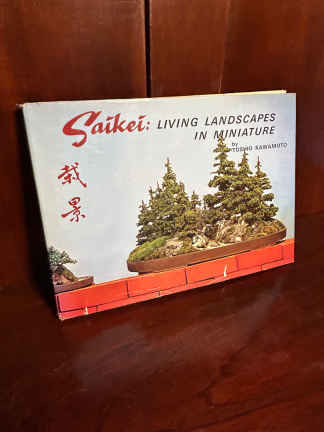 Saikei: LIVING LANDSCAPES
IN MINIATURE
by
TOSHIO KAWAMOTO
栽
景